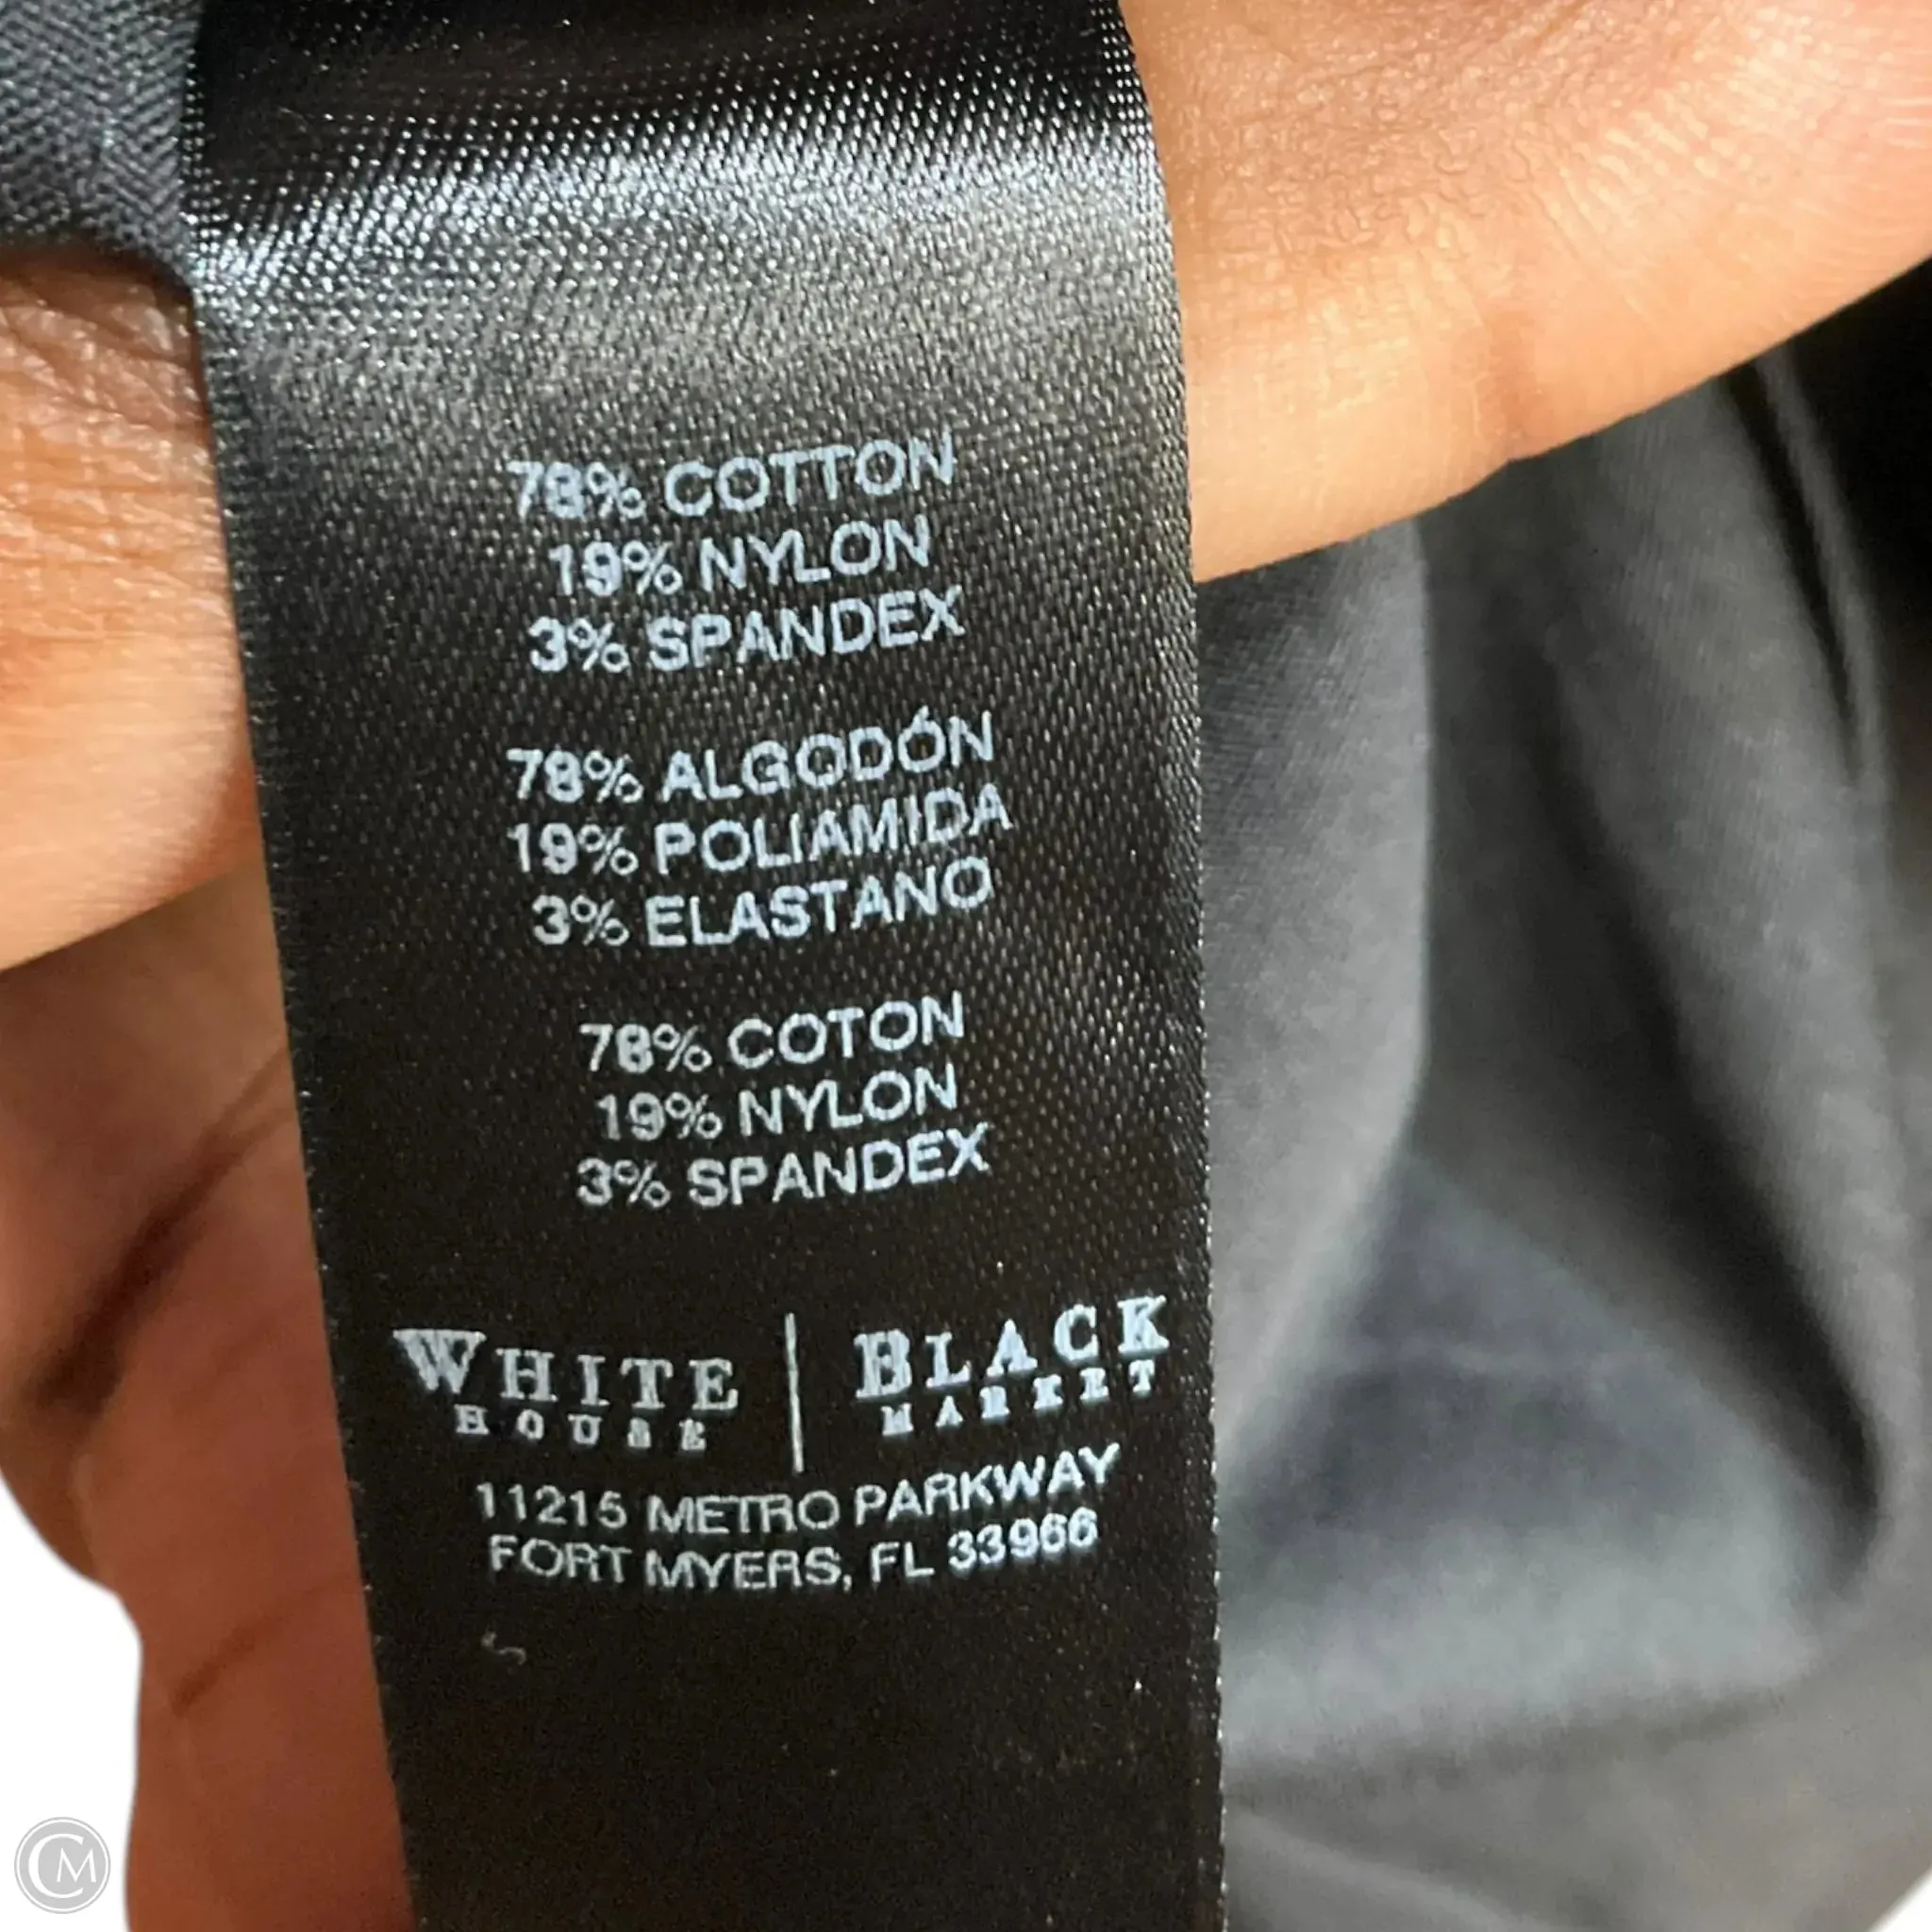 78% COTTON
19% NYLON
3% SPANDEX
78% ALGODÓN
19% POLIAMIDA
3% ELASTANO
78% COTON
19% NYLON
3% SPANDEX
WHITE | BLACK
HOUSE MARKET
11215 METRO PARKWAY
FORT MYERS, FL 33966
CM